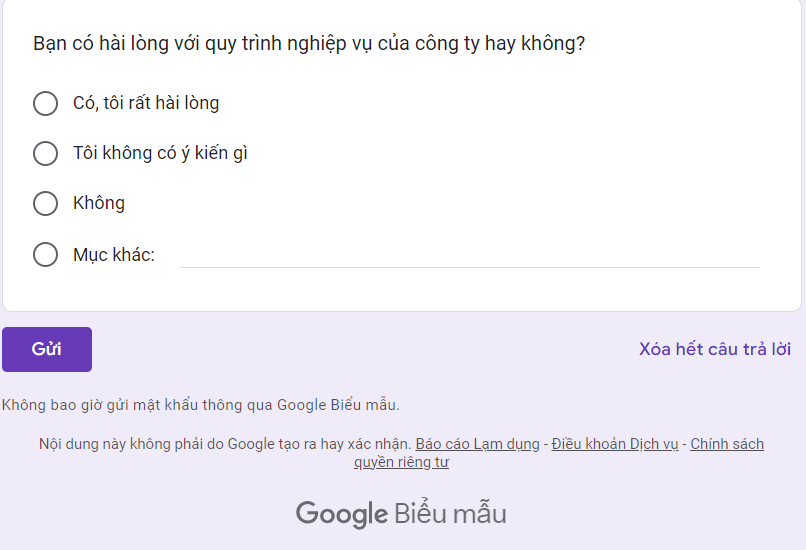 Bạn có hài lòng với quy trình nghiệp vụ của công ty hay không?
Có, tôi rất hài lòng
Tôi không có ý kiến gì
Không
Mục khác:
Gửi
Xóa hết câu trả lời
Không bao giờ gửi mật khẩu thông qua Google Biểu mẫu.
Nội dung này không phải do Google tạo ra hay xác nhận. Báo cáo Lạm dụng - Điều khoản Dịch vụ - Chính sách
quyền riêng tư
Google Biểu mẫu